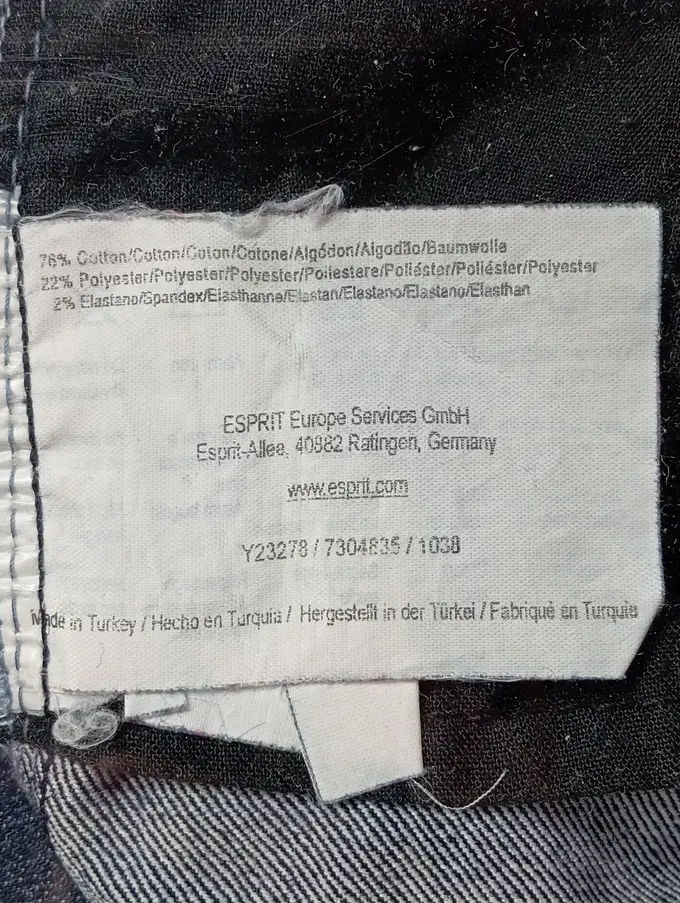 76% Cotton/Cotton/Coton/Cotone/Algódon/Algodão/Baumwolle
22% Polyester/Polyester/Polyester/Poliestere/Poliéster/Poliéster/Polyester
2% Elastano/Spandex/Elasthanne/Elastan/Elastano/Elastano/Elasthan
ESPRIT Europe Services GmbH
Esprit-Allee, 40882 Ratingen, Germany
www.esprit.com
Y23278 / 7304835 / 1038
Made in Turkey / Hecho en Turquia / Hergestellt in der Türkei / Fabriqué en Turquie